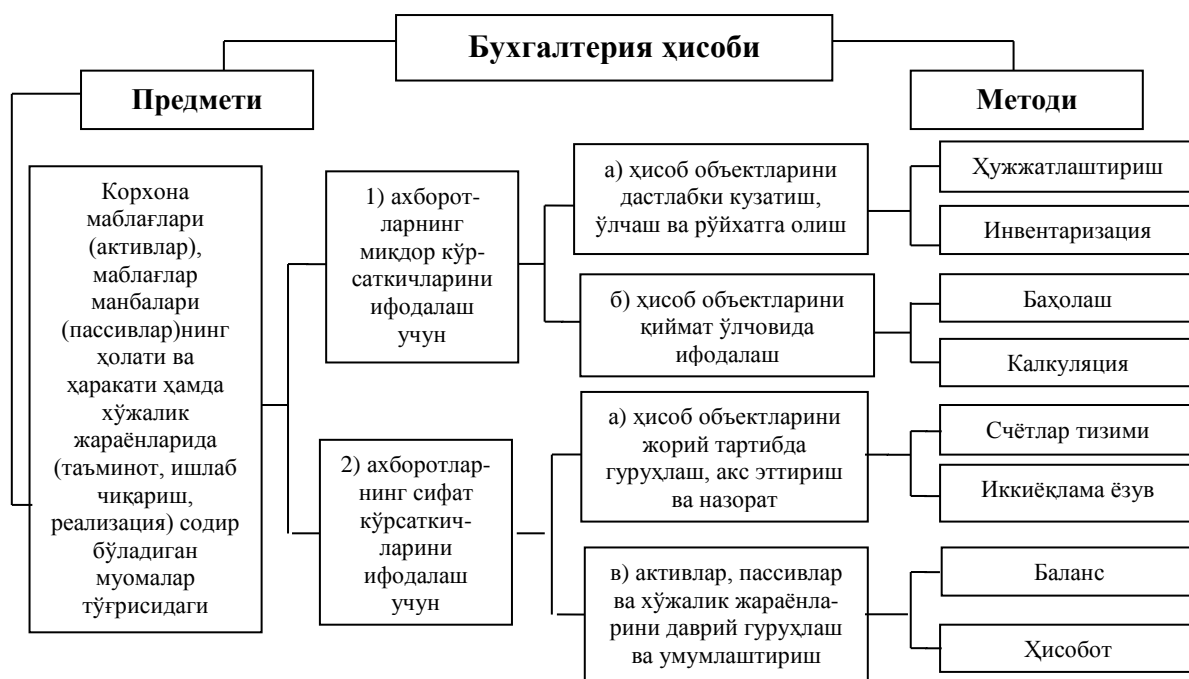 Бухгалтерия ҳисоби
Предмети
Методи
Корхона
маблағлари
(активлар),
маблағлар
манбалари
(пассивлар)нинг
ҳолати ва
ҳаракати ҳамда
хўжалик
жараёнларида
(таъминот, ишлаб
чиқариш,
реализация) содир
бўладиган
муомалар
тўғрисидаги
1) ахборот-
ларнинг
миқдор кўр-
саткичларини
ифодалаш
учун
2) ахборотлар-
нинг сифат
кўрсаткич-
ларини
ифодалаш
учун
а) ҳисоб объектларини
дастлабки кузатиш,
ўлчаш ва рўйхатга олиш
б) ҳисоб объектларини
қиймат ўлчовида
ифодалаш
а) ҳисоб объектларини
жорий тартибда
гуруҳлаш, акс эттириш
ва назорат
в) активлар, пассивлар
ва хўжалик жараёнла-
рини даврий гуруҳлаш
ва умумлаштириш
Ҳужжатлаштириш
Инвентаризация
Баҳолаш
Калкуляция
Счётлар тизими
Иккиёқлама ёзув
Баланс
Ҳисобот